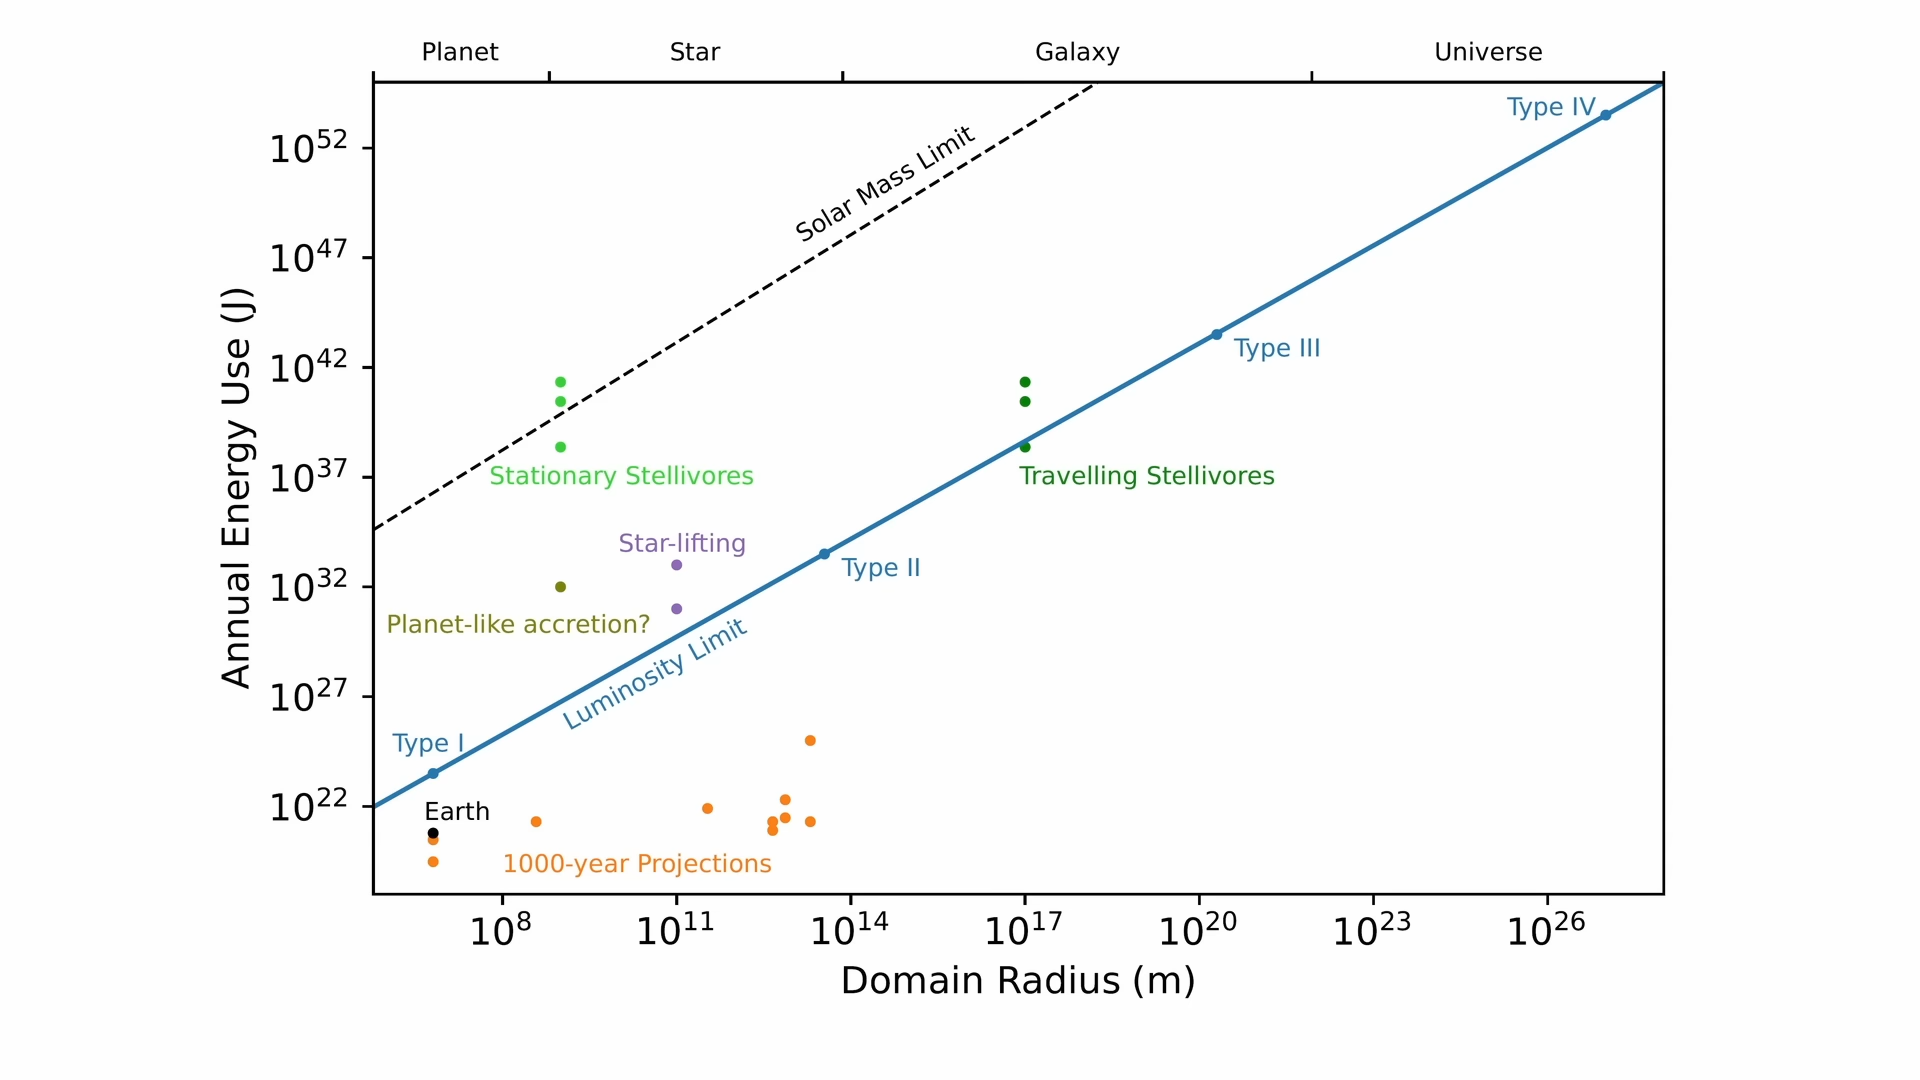 Planet Star Galaxy Universe
Type IV
10^52
Solar Mass Limit
10^47
10^42
Type III
10^37
Stationary Stellivores
Travelling Stellivores
Star-lifting
Type II
10^32
Planet-like accretion?
Luminosity Limit
10^27
Type I
10^22
Earth
1000-year Projections
Annual Energy Use (J)
10^8 10^11 10^14 10^17 10^20 10^23 10^26
Domain Radius (m)